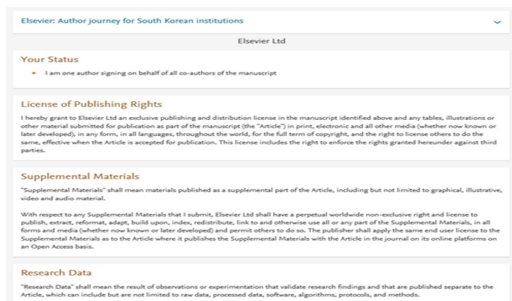 Elsevier: Author journey for South Korean institutions
Elsevier Ltd
Your Status
I am one author signing on behalf of all co-authors of the manuscript
License of Publishing Rights
I hereby grant to Elsevier Ltd an exclusive publishing and distribution license in the manuscript identified above and any tables, illustrations or
other material submitted for publication as part of the manuscript (the "Article") in print, electronic and all other media (whether now known or
later developed), in any form, in all languages, throughout the world, for the full term of copyright, and the right to license others to do the
same, effective when the Article is accepted for publication. This license includes the right to enforce the rights granted hereunder against third
parties.
Supplemental Materials
"Supplemental Materials" shall mean materials published as a supplemental part of the Article, including but not limited to graphical, illustrative,
video and audio material.
With respect to any Supplemental Materials that I submit, Elsevier Ltd shall have a perpetual worldwide non-exclusive right and license to
publish, extract, reformat, adapt, build upon, index, redistribute, link to and otherwise use all or any part of the Supplemental Materials, in all
forms and media (whether now known or later developed) and permit others to do so. The publisher shall apply the same end user license to the
Supplemental Materials as to the Article where it publishes the Supplemental Materials with the Article in the journal on its online platforms on
an Open Access basis.
Research Data
"Research Data" shall mean the result of observations or experimentation that validate research findings and that are published separate to the
Article, which can include but are not limited to raw data, processed data, software, algorithms, protocols, and methods.